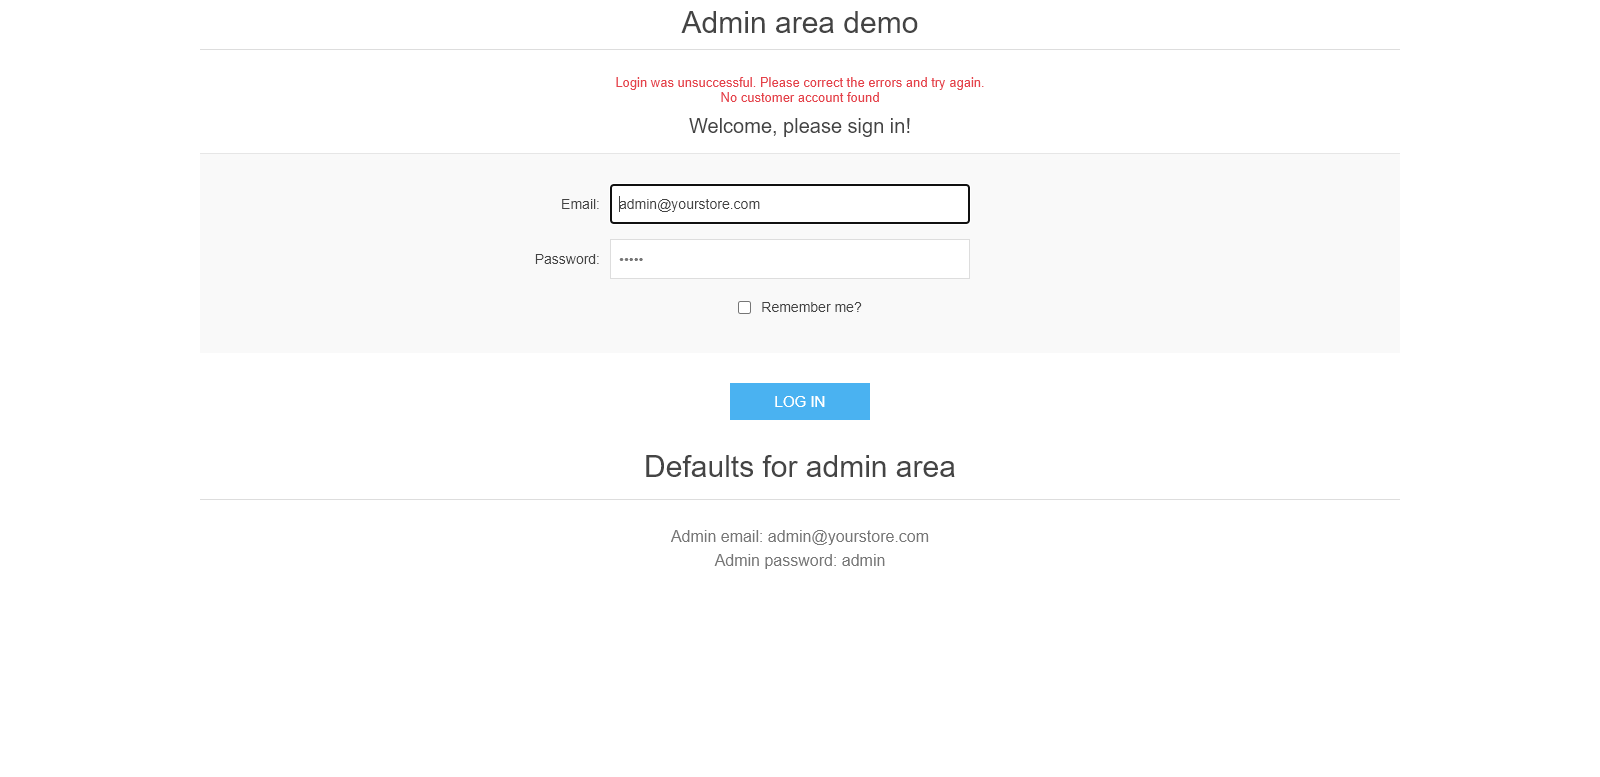 Admin area demo
Login was unsuccessful. Please correct the errors and try again.
No customer account found
Welcome, please sign in!
Email: admin@yourstore.com
Password: •••••
Remember me?
LOG IN
Defaults for admin area
Admin email: admin@yourstore.com
Admin password: admin